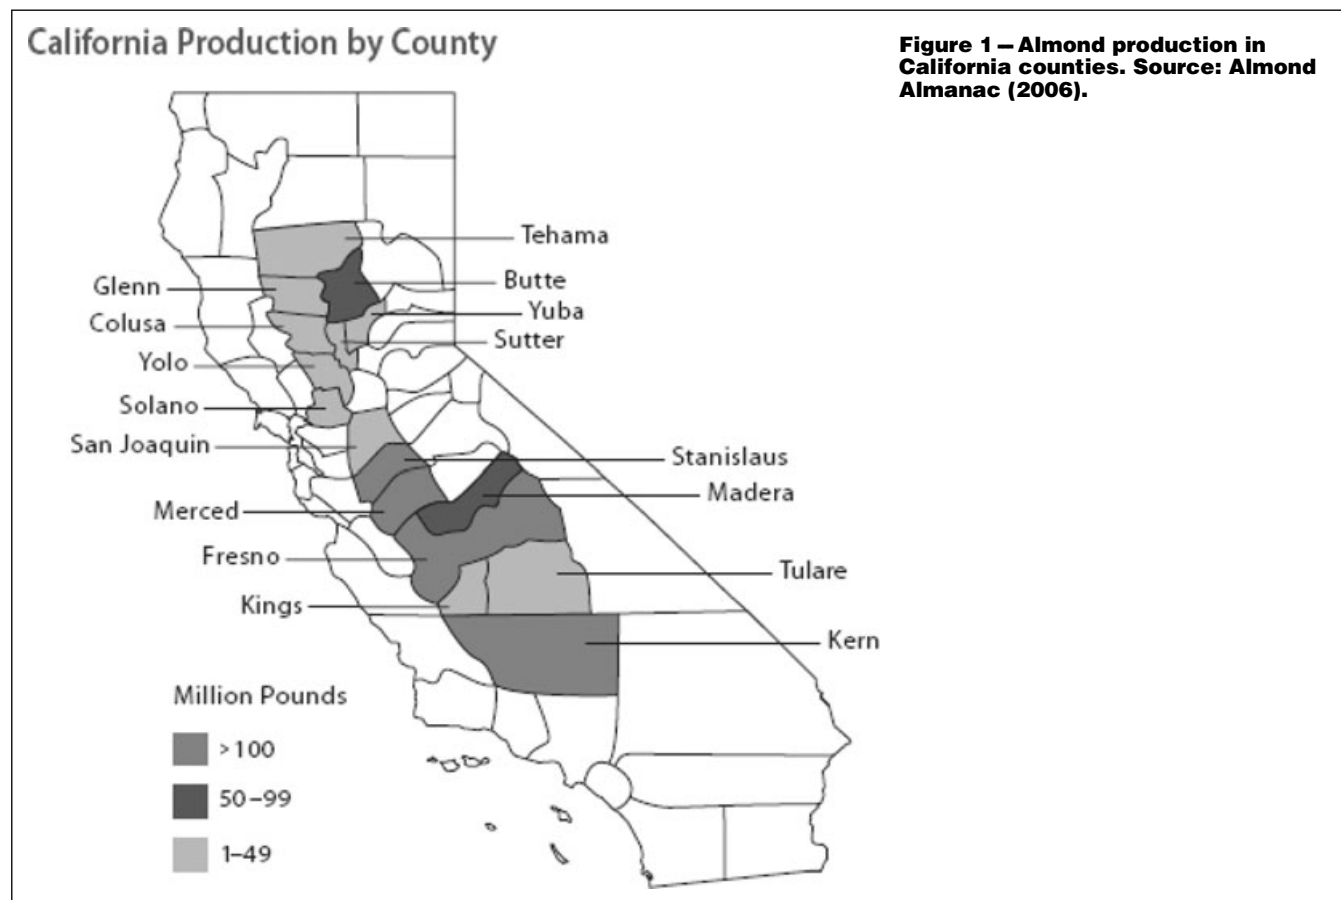 California Production by County
Figure 1—Almond production in
California counties. Source: Almond
Almanac (2006).
Tehama
Glenn
Butte
Yuba
Colusa
Sutter
Yolo
Solano
San Joaquin
Stanislaus
Madera
Merced
Fresno
Tulare
Kings
Kern
Million Pounds
>100
50–99
1–49